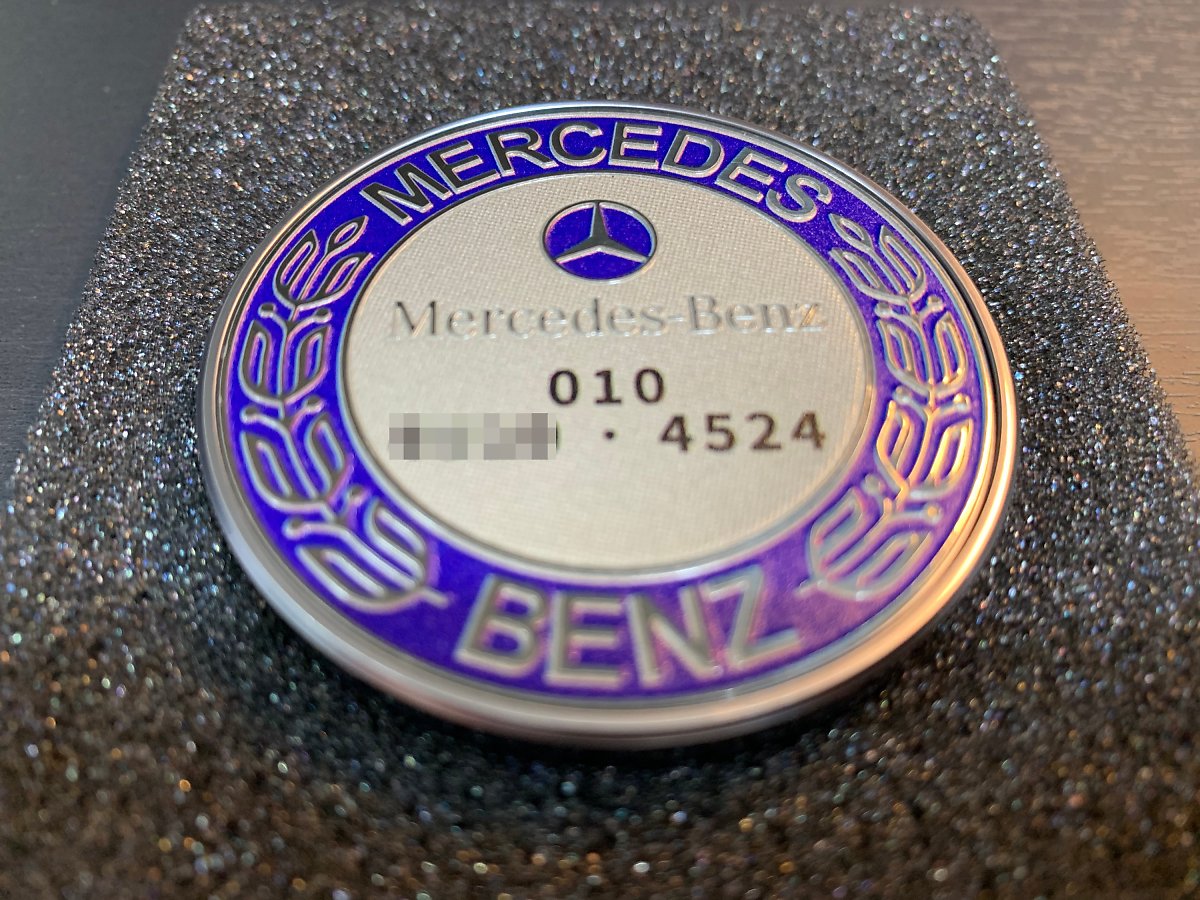 MERCEDES
Mercedes-Benz
010
· 4524
BENZ